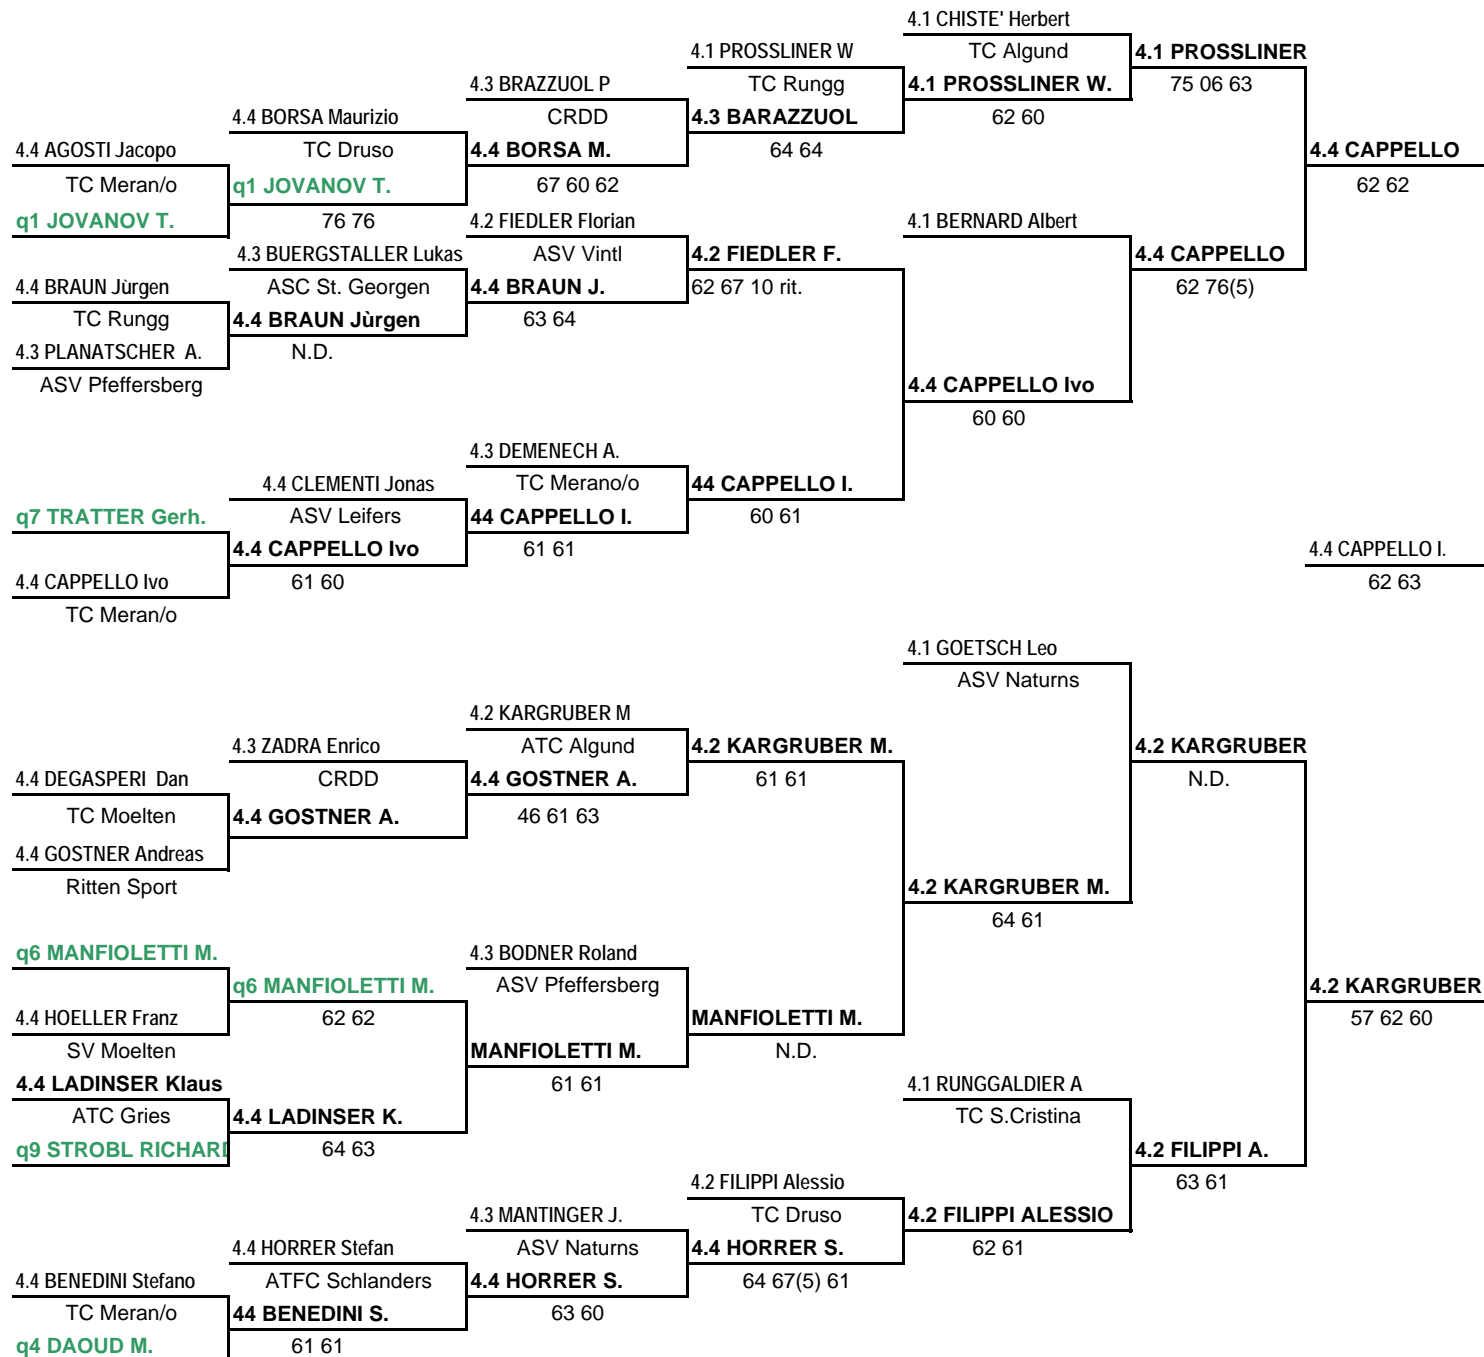 4.1 CHISTE' Herbert
4.1 PROSSLINER W
TC Algund
4.1 PROSSLINER
4.3 BRAZZUOL P
TC Rungg
4.1 PROSSLINER W.
75 06 63
4.4 BORSA Maurizio
CRDD
4.3 BARAZZUOL
62 60
4.4 AGOSTI Jacopo
TC Druso
4.4 BORSA M.
64 64
4.4 CAPPELLO
TC Meran/o
q1 JOVANOV T.
67 60 62
62 62
q1 JOVANOV T.
76 76
4.2 FIEDLER Florian
4.1 BERNARD Albert
4.3 BUERGSTALLER Lukas
ASV Vintl
4.2 FIEDLER F.
4.4 CAPPELLO
4.4 BRAUN Jùrgen
ASC St. Georgen
4.4 BRAUN J.
62 67 10 rit.
62 76(5)
TC Rungg
4.4 BRAUN Jùrgen
63 64
4.3 PLANATSCHER A.
N.D.
ASV Pfeffersberg
4.4 CAPPELLO Ivo
60 60
4.3 DEMENECH A.
4.4 CLEMENTI Jonas
TC Merano/o
44 CAPPELLO I.
q7 TRATTER Gerh.
ASV Leifers
44 CAPPELLO I.
60 61
4.4 CAPPELLO Ivo
61 61
4.4 CAPPELLO I.
4.4 CAPPELLO Ivo
61 60
62 63
TC Meran/o
4.1 GOETSCH Leo
ASV Naturns
4.2 KARGRUBER M
4.3 ZADRA Enrico
ATC Algund
4.2 KARGRUBER M.
4.2 KARGRUBER
4.4 DEGASPERI Dan
CRDD
4.4 GOSTNER A.
61 61
N.D.
TC Moelten
4.4 GOSTNER A.
46 61 63
4.4 GOSTNER Andreas
Ritten Sport
4.2 KARGRUBER M.
64 61
q6 MANFIOLETTI M.
4.3 BODNER Roland
q6 MANFIOLETTI M.
ASV Pfeffersberg
4.2 KARGRUBER
4.4 HOELLER Franz
62 62
MANFIOLETTI M.
57 62 60
SV Moelten
MANFIOLETTI M.
N.D.
4.4 LADINSER Klaus
61 61
4.1 RUNGGALDIER A
ATC Gries
4.4 LADINSER K.
TC S.Cristina
q9 STROBL RICHARD
64 63
4.2 FILIPPI A.
4.2 FILIPPI Alessio
63 61
4.3 MANTINGER J.
TC Druso
4.2 FILIPPI ALESSIO
4.4 HORRER Stefan
ASV Naturns
4.4 HORRER S.
62 61
4.4 BENEDINI Stefano
ATFC Schlanders
4.4 HORRER S.
64 67(5) 61
TC Meran/o
44 BENEDINI S.
63 60
q4 DAOUD M.
61 61